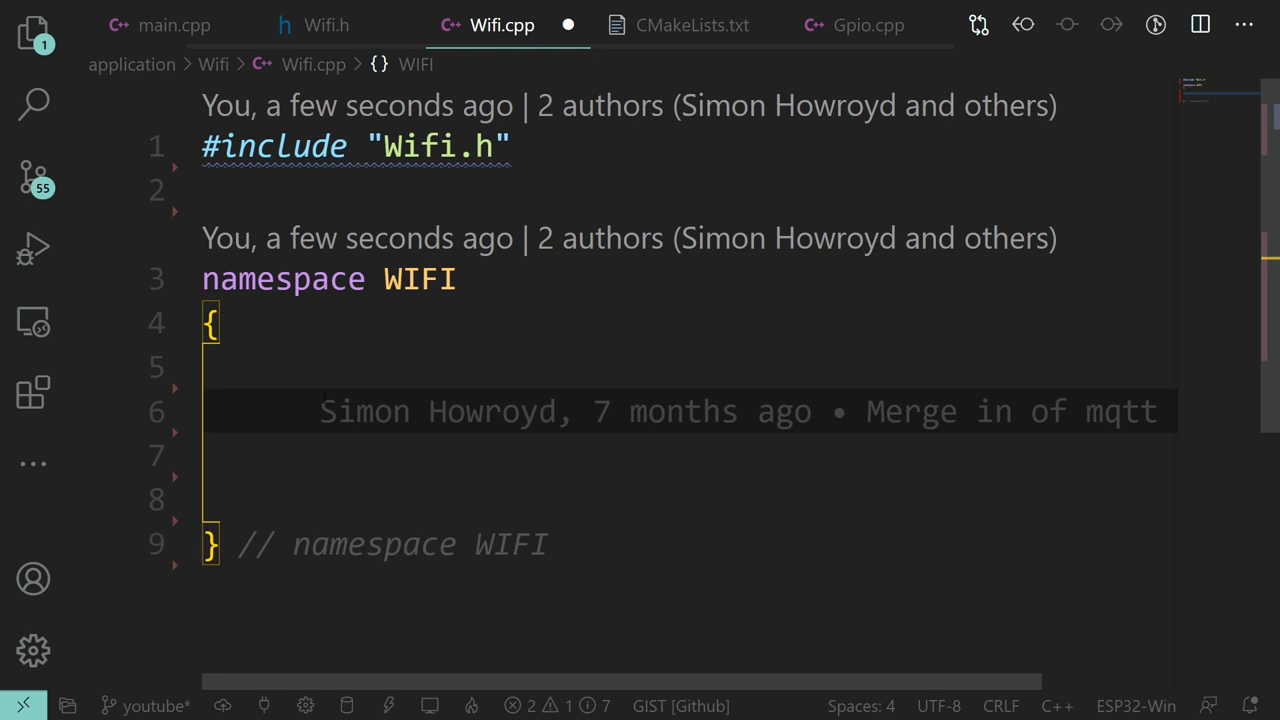 1
main.cpp
Wifi.h
Wifi.cpp
CMakeLists.txt
Gpio.cpp
application > Wifi > Wifi.cpp > {} WIFI
You, a few seconds ago | 2 authors (Simon Howroyd and others)
1 #include "Wifi.h"
2
55
You, a few seconds ago | 2 authors (Simon Howroyd and others)
3 namespace WIFI
4 {
5
6 Simon Howroyd, 7 months ago • Merge in of mqtt
7
8
9 } // namespace WIFI
youtube* 2 1 7 GIST [Github] Spaces: 4 UTF-8 CRLF C++ ESP32-Win